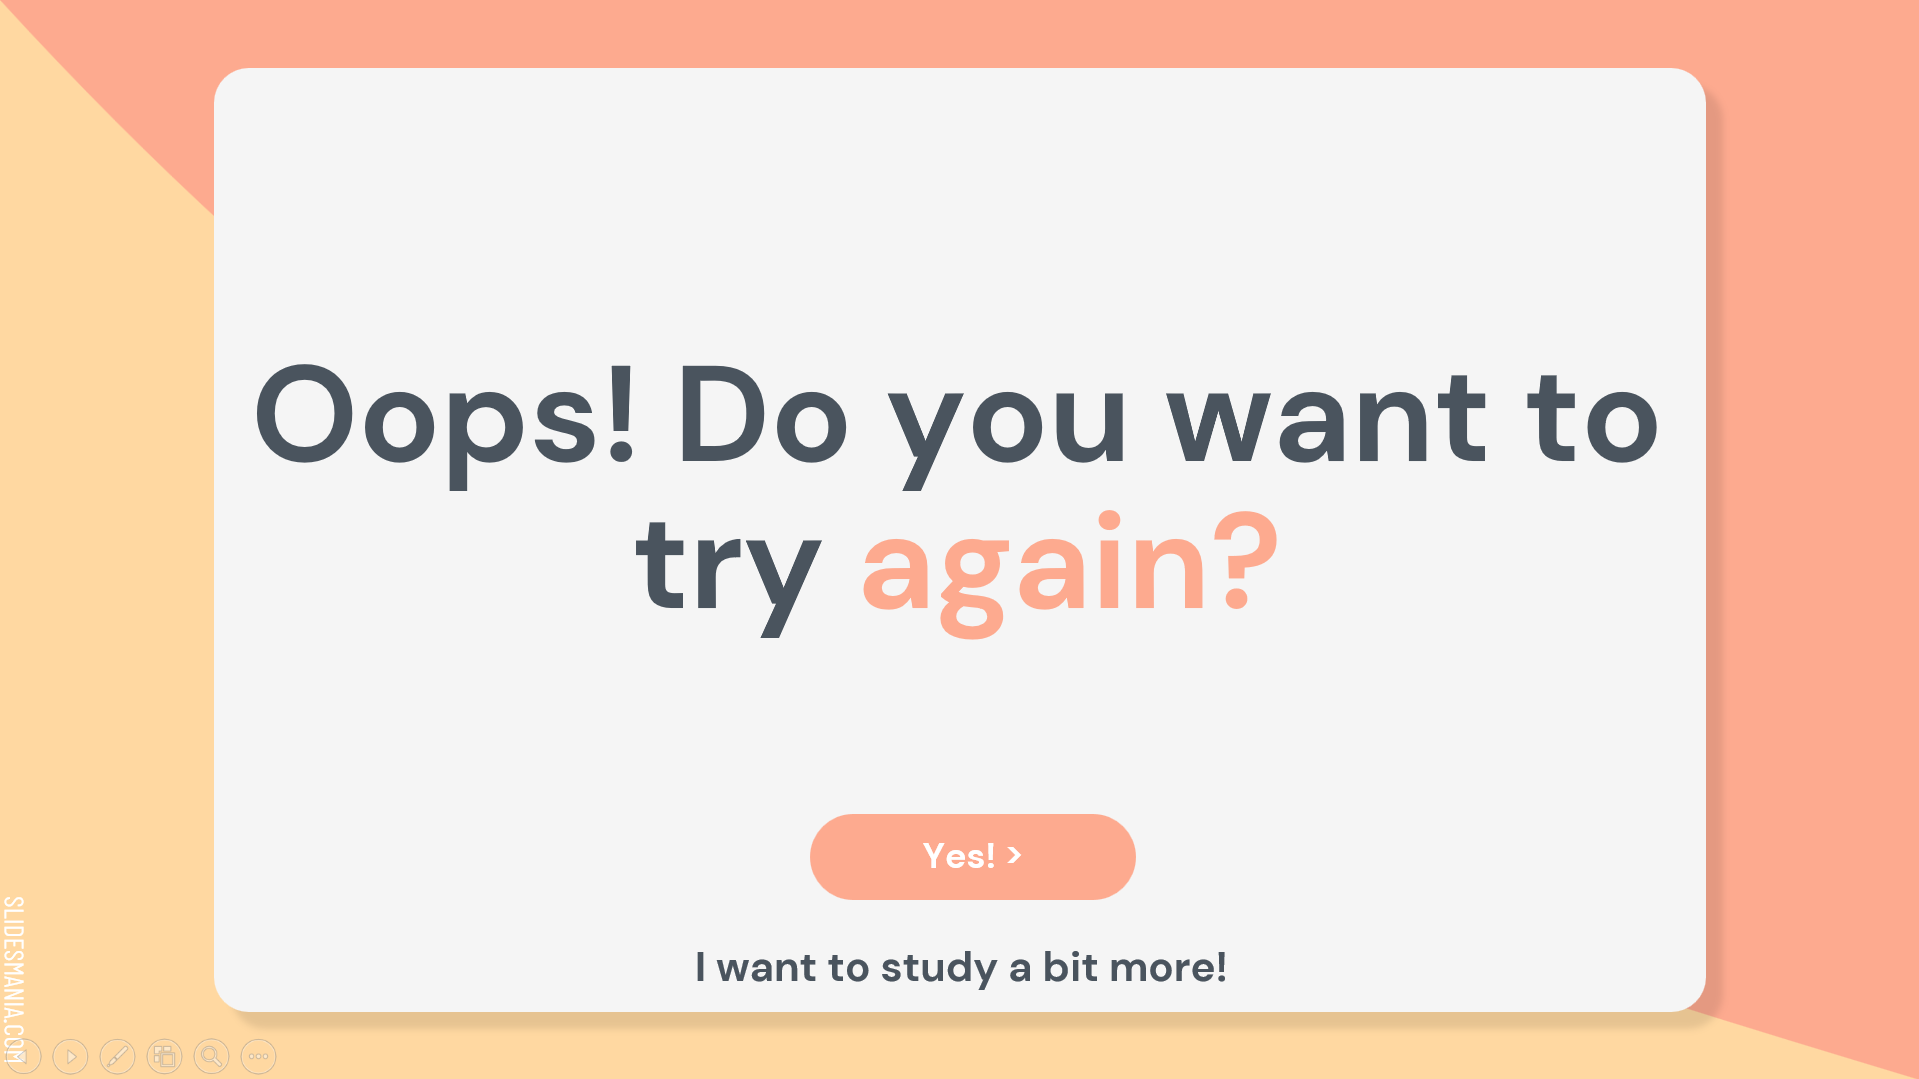 Oops! Do you want to
try again?
Yes! >
I want to study a bit more!
SLIDESMANIA.COM